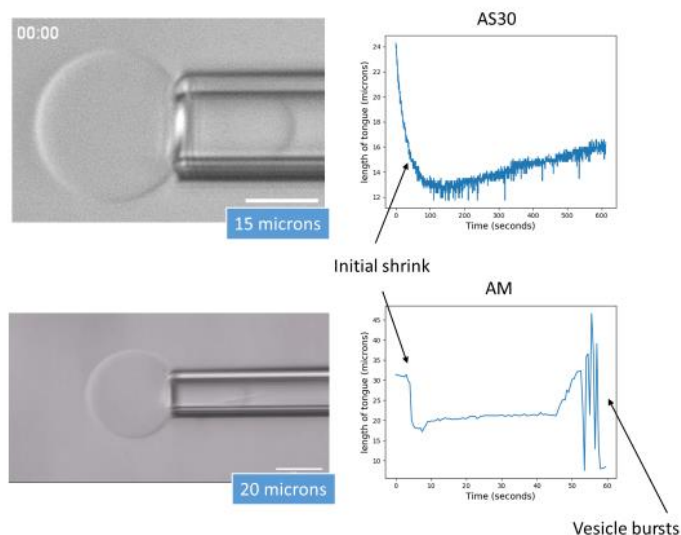 00:00
15 microns
AS30
length of tongue (microns)
24
22
20
18
16
14
12
0 100 200 300 400 500 600
Time (seconds)
Initial shrink
20 microns
AM
length of tongue (microns)
45
40
35
30
25
20
15
10
0 10 20 30 40 50 60
Time (seconds)
Vesicle bursts